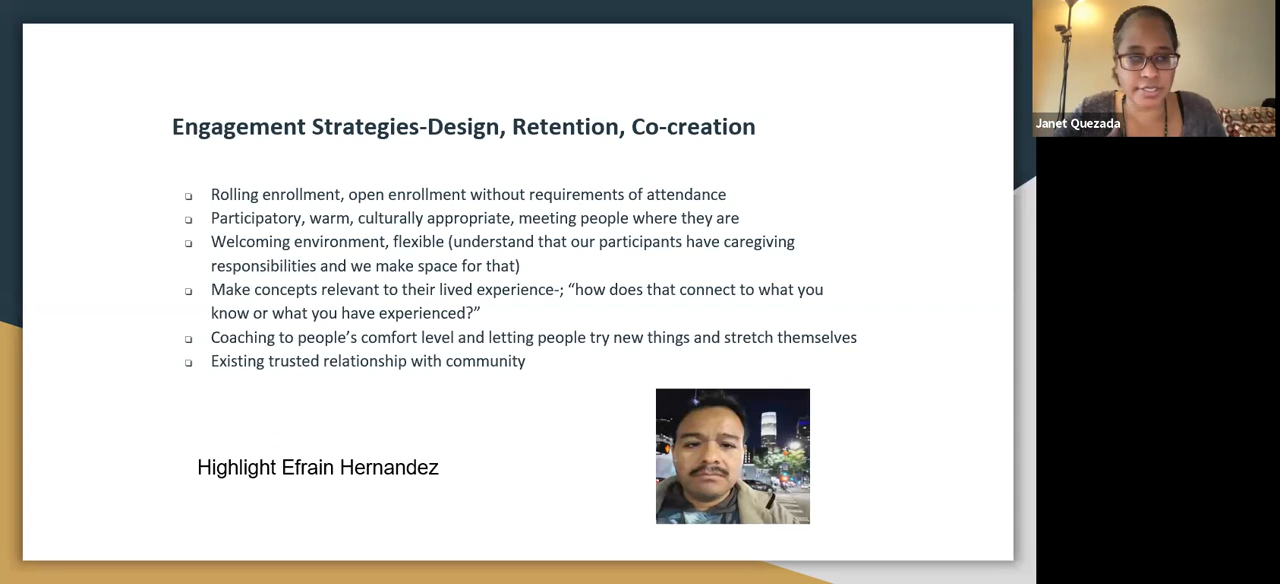 Engagement Strategies-Design, Retention, Co-creation
Rolling enrollment, open enrollment without requirements of attendance
Participatory, warm, culturally appropriate, meeting people where they are
Welcoming environment, flexible (understand that our participants have caregiving
responsibilities and we make space for that)
Make concepts relevant to their lived experience-; “how does that connect to what you
know or what you have experienced?”
Coaching to people’s comfort level and letting people try new things and stretch themselves
Existing trusted relationship with community
Highlight Efrain Hernandez
Janet Quezada